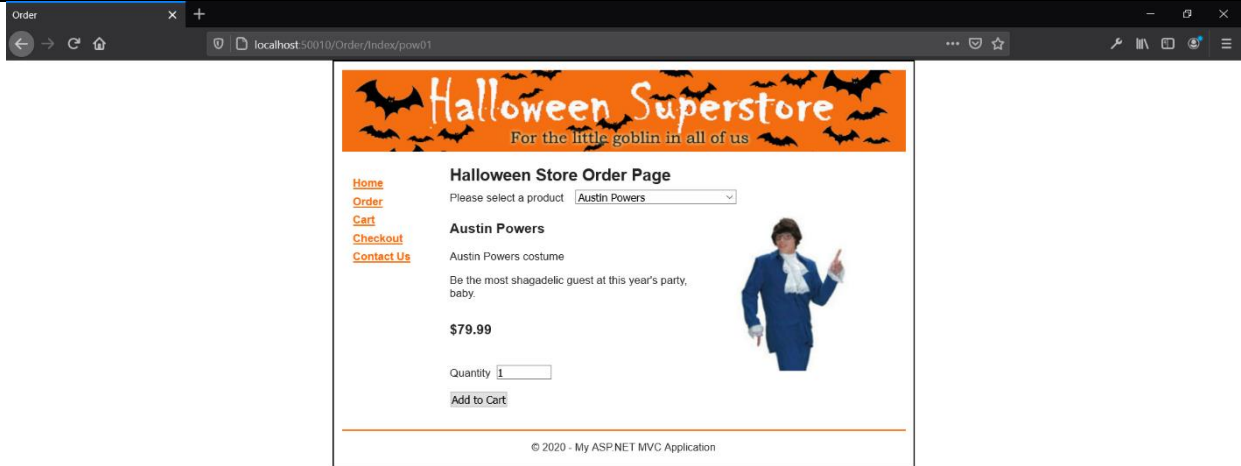 Order
localhost:50010/Order/Index/pow01
Halloween Superstore
For the little goblin in all of us
Home
Order
Cart
Checkout
Contact Us
Halloween Store Order Page
Please select a product Austin Powers
Austin Powers
Austin Powers costume
Be the most shagadelic guest at this year's party,
baby.
$79.99
Quantity 1
Add to Cart
© 2020 - My ASP.NET MVC Application